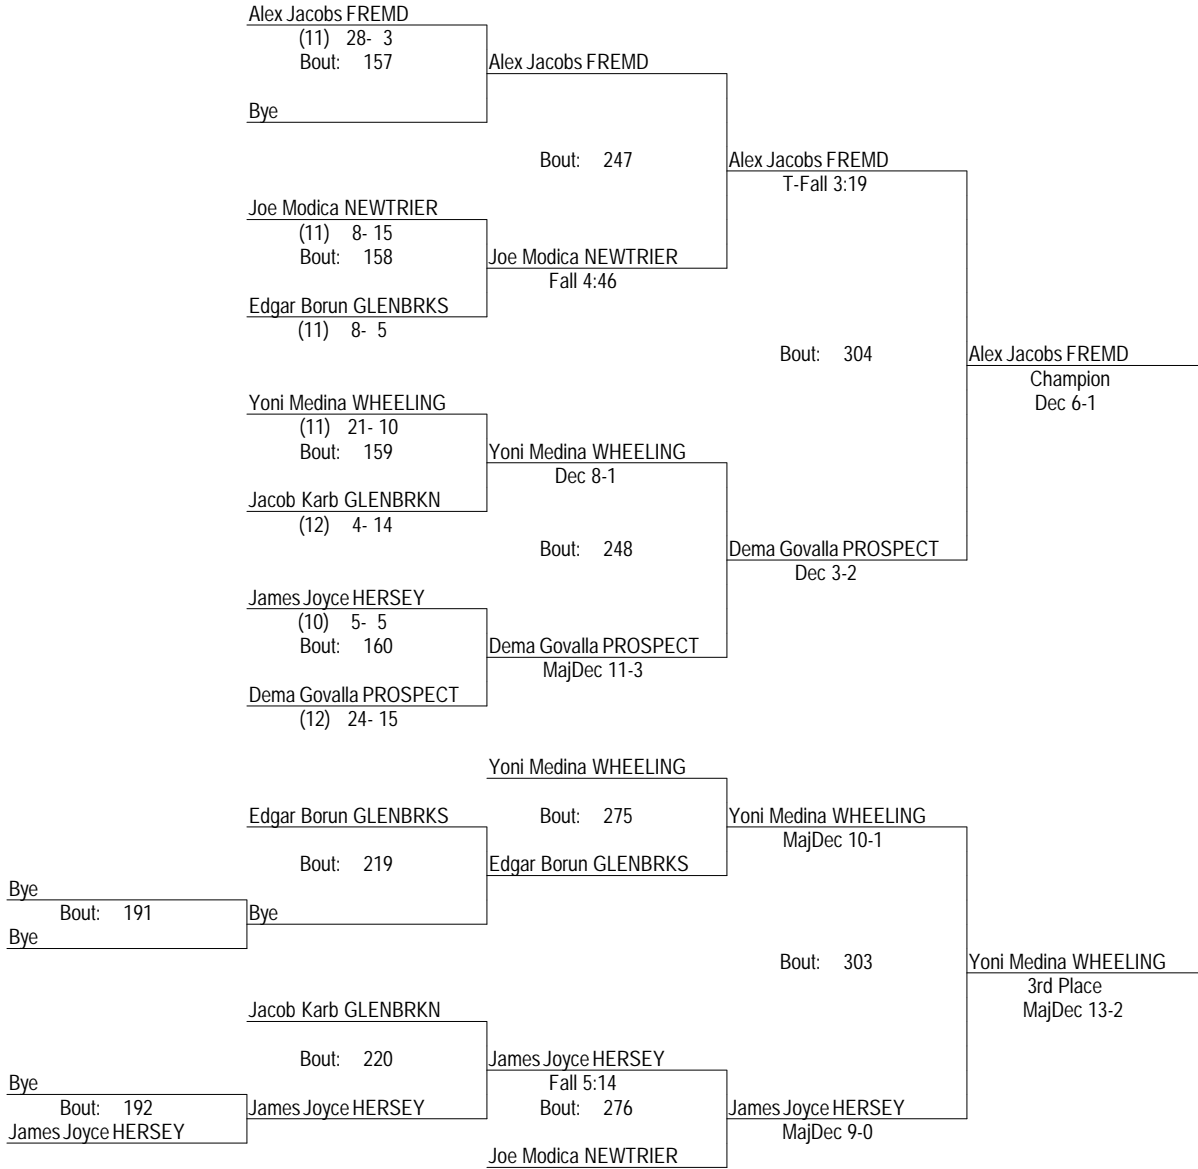 Alex Jacobs FREMD
(11) 28- 3
Bout: 157
Alex Jacobs FREMD
Bye
Bout: 247
Alex Jacobs FREMD
T-Fall 3:19
Joe Modica NEWTRIER
(11) 8- 15
Bout: 158
Joe Modica NEWTRIER
Fall 4:46
Edgar Borun GLENBRKS
(11) 8- 5
Bout: 304
Alex Jacobs FREMD
Champion
Dec 6-1
Yoni Medina WHEELING
(11) 21- 10
Bout: 159
Yoni Medina WHEELING
Dec 8-1
Jacob Karb GLENBRKN
(12) 4- 14
Bout: 248
Dema Govalla PROSPECT
Dec 3-2
James Joyce HERSEY
(10) 5- 5
Bout: 160
Dema Govalla PROSPECT
MajDec 11-3
Dema Govalla PROSPECT
(12) 24- 15
Yoni Medina WHEELING
Edgar Borun GLENBRKS
Bout: 275
Yoni Medina WHEELING
MajDec 10-1
Bout: 219
Edgar Borun GLENBRKS
Bye
Bout: 191
Bye
Bye
Bout: 303
Yoni Medina WHEELING
3rd Place
MajDec 13-2
Jacob Karb GLENBRKN
Bout: 220
James Joyce HERSEY
Fall 5:14
Bye
Bout: 192
James Joyce HERSEY
Bout: 276
James Joyce HERSEY
MajDec 9-0
James Joyce HERSEY
Joe Modica NEWTRIER